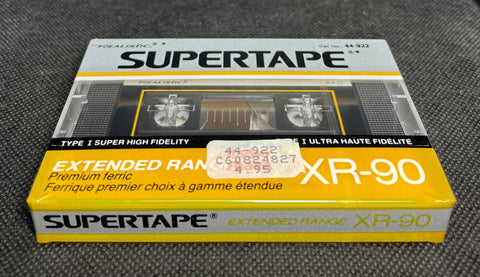 REALISTIC®
Cat. No. 44-922
SUPERTAPE®
REALISTIC®
TYPE I SUPER HIGH FIDELITY
TYPE I ULTRA HAUTE FIDÉLITÉ
44-922
C60824827
4.95
EXTENDED RANGE
XR-90
Premium ferric
Ferrique premier choix à gamme étendue
SUPERTAPE® EXTENDED RANGE XR-90